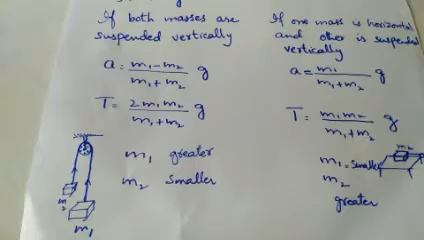 If both masses are
suspended vertically
a = m₁ - m₂ / m₁ + m₂ g
T = 2m₁m₂ / m₁ + m₂ g
m₁ greater
m₂ smaller
m₂
m₁
If one mass is horizontal
and other is suspended
vertically
a = m₁ / m₁ + m₂ g
T = m₁m₂ / m₁ + m₂ g
m₁ = smaller
m₂
greater
m₂